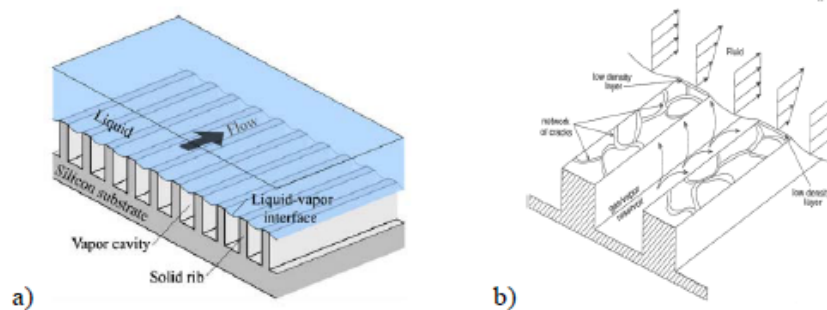 Liquid
Flow
Silicon substrate
Liquid-vapor
interface
Vapor cavity
Solid rib
a)
Fluid
low density
layer
network
of cracks
gas-vapor
reservoir
low densit
layer
b)